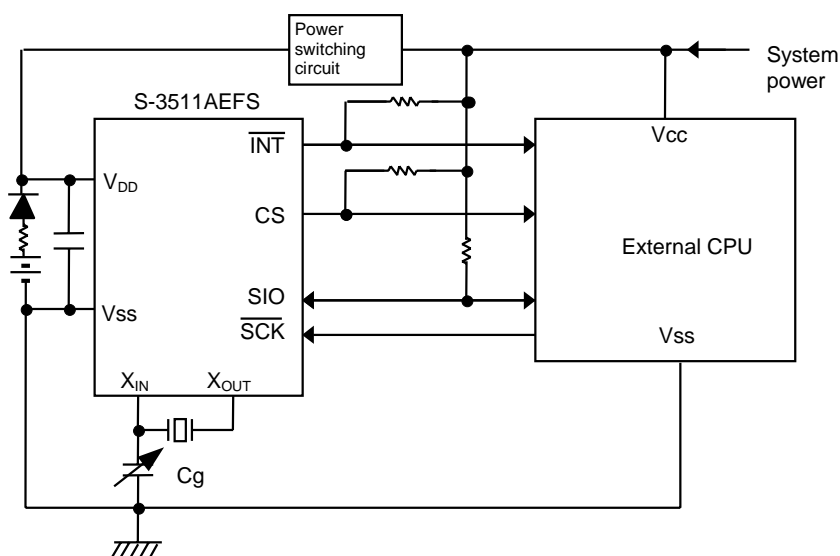 Power
switching
circuit
System
power
S-3511AEFS
INT
Vcc
VDD
CS
External CPU
SIO
Vss
SCK
Vss
XIN
XOUT
Cg